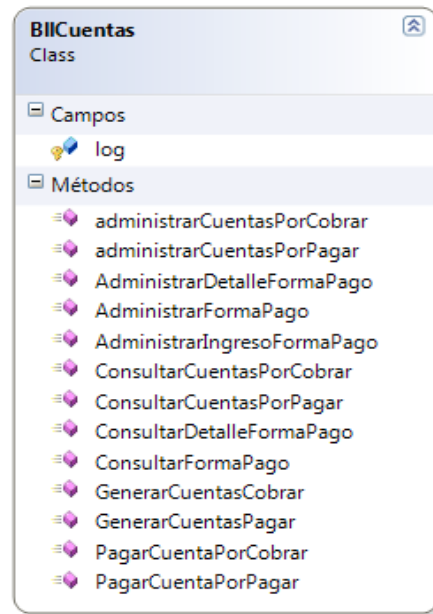 BllCuentas
Class
Campos
log
Métodos
administrarCuentasPorCobrar
administrarCuentasPorPagar
AdministrarDetalleFormaPago
AdministrarFormaPago
AdministrarIngresoFormaPago
ConsultarCuentasPorCobrar
ConsultarCuentasPorPagar
ConsultarDetalleFormaPago
ConsultarFormaPago
GenerarCuentasCobrar
GenerarCuentasPagar
PagarCuentaPorCobrar
PagarCuentaPorPagar